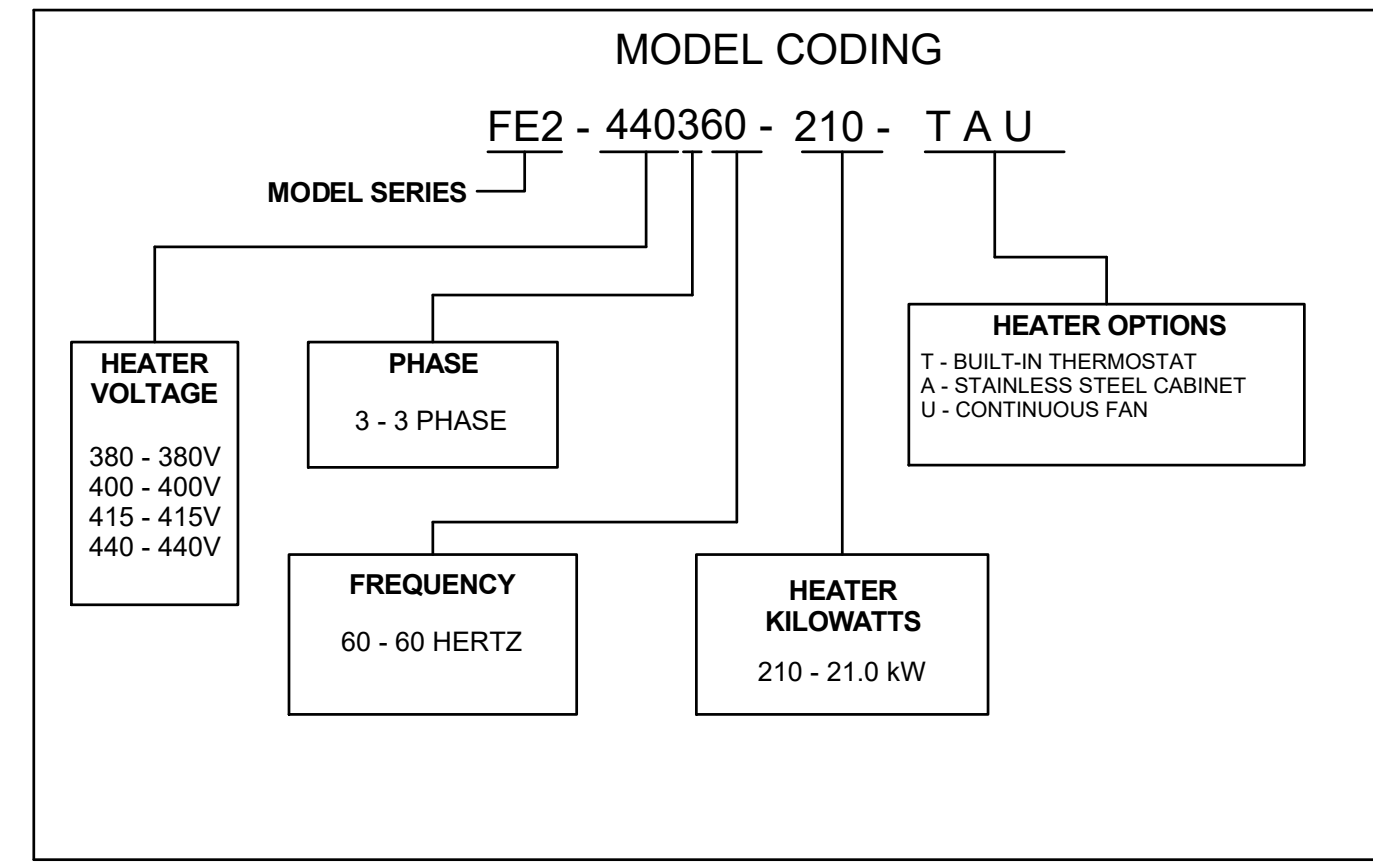 MODEL CODING
FE2 - 440360 - 210 - T A U
MODEL SERIES
HEATER
VOLTAGE
380 - 380V
400 - 400V
415 - 415V
440 - 440V
PHASE
3 - 3 PHASE
HEATER OPTIONS
T - BUILT-IN THERMOSTAT
A - STAINLESS STEEL CABINET
U - CONTINUOUS FAN
FREQUENCY
60 - 60 HERTZ
HEATER
KILOWATTS
210 - 21.0 kW